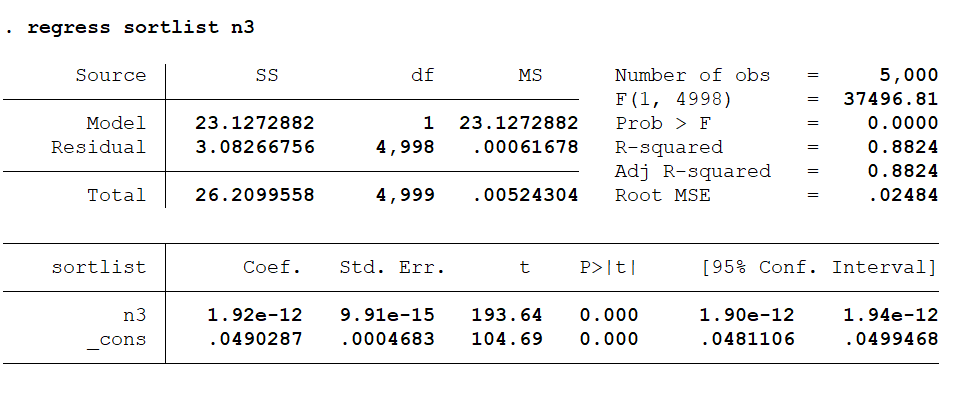 . regress sortlist n3
Source SS df MS Number of obs = 5,000
F(1, 4998) = 37496.81
Model 23.1272882 1 23.1272882 Prob > F = 0.0000
Residual 3.08266756 4,998 .00061678 R-squared = 0.8824
Adj R-squared = 0.8824
Total 26.2099558 4,999 .00524304 Root MSE = .02484
sortlist Coef. Std. Err. t P>|t| [95% Conf. Interval]
n3 1.92e-12 9.91e-15 193.64 0.000 1.90e-12 1.94e-12
_cons .0490287 .0004683 104.69 0.000 .0481106 .0499468